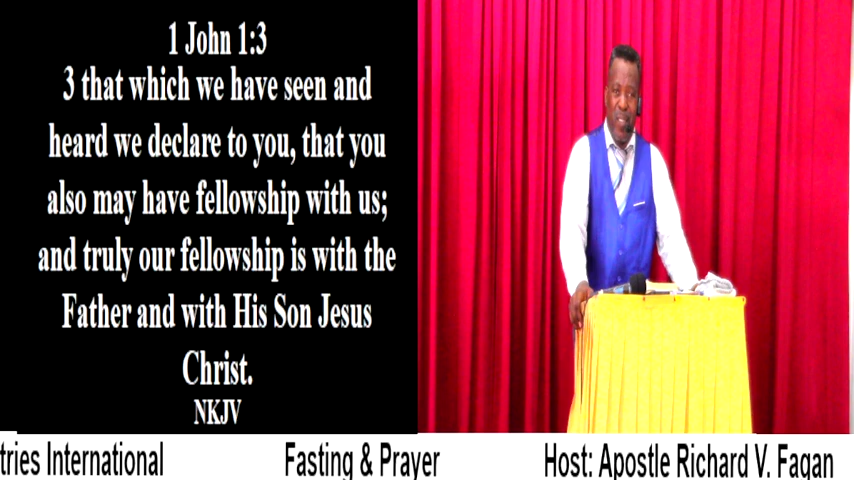 1 John 1:3
3 that which we have seen and
heard we declare to you, that you
also may have fellowship with us;
and truly our fellowship is with the
Father and with His Son Jesus
Christ.
NKJV
tries International Fasting & Prayer Host: Apostle Richard V. Fagan